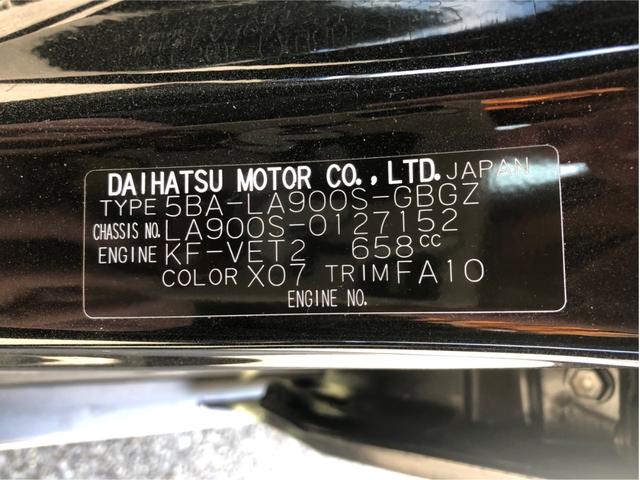 DAIHATSU MOTOR CO., LTD. JAPAN
TYPE 5BA-LA900S-GBGZ
CHASSIS NO. LA900S-0127152
ENGINE KF-VET2 658cc
COLOR X07 TRIM FA10
ENGINE NO.